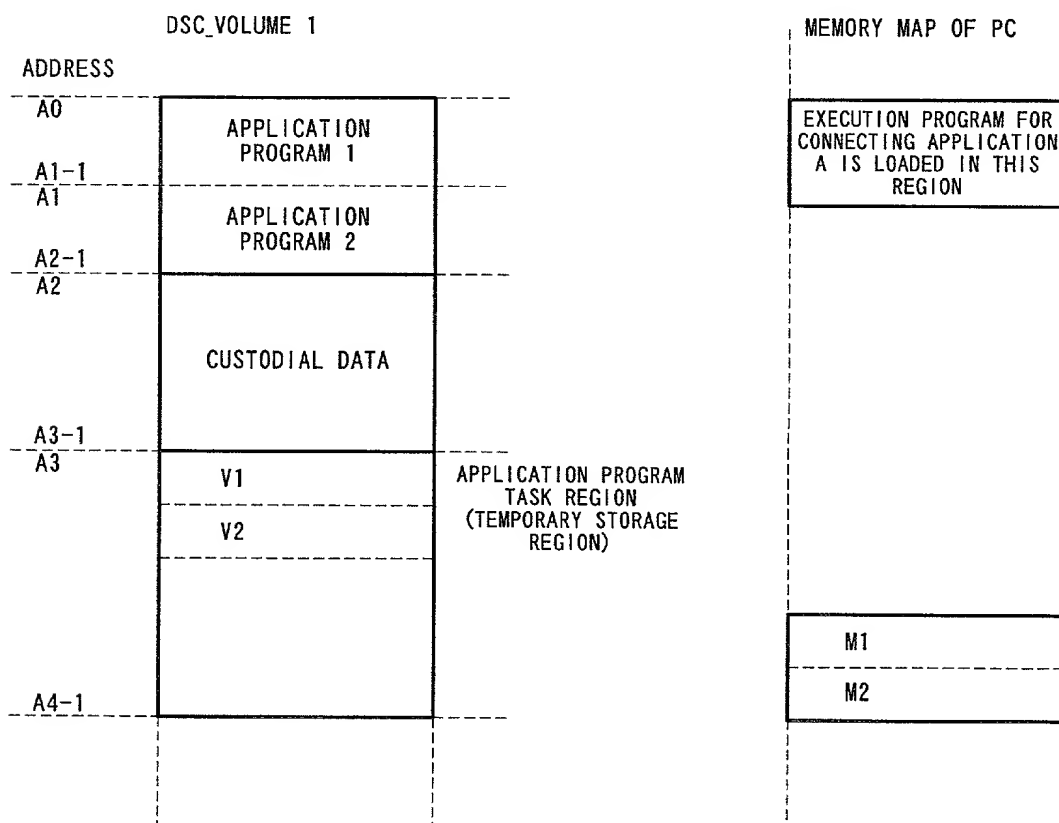 DSC_VOLUME 1
MEMORY MAP OF PC
ADDRESS
A0
APPLICATION
PROGRAM 1
A1-1
A1
APPLICATION
PROGRAM 2
A2-1
A2
CUSTODIAL DATA
A3-1
A3
V1
V2
APPLICATION PROGRAM
TASK REGION
(TEMPORARY STORAGE
REGION)
A4-1
EXECUTION PROGRAM FOR
CONNECTING APPLICATION
A IS LOADED IN THIS
REGION
M1
M2